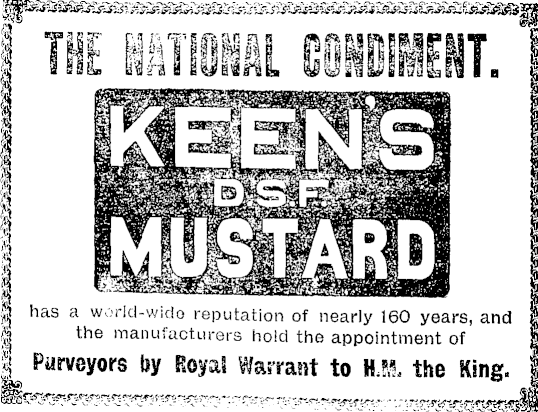 THE NATIONAL CONDIMENT.
KEEN'S
DSF
MUSTARD
has a world-wide reputation of nearly 160 years, and
the manufacturers hold the appointment of
Purveyors by Royal Warrant to H.M. the King.